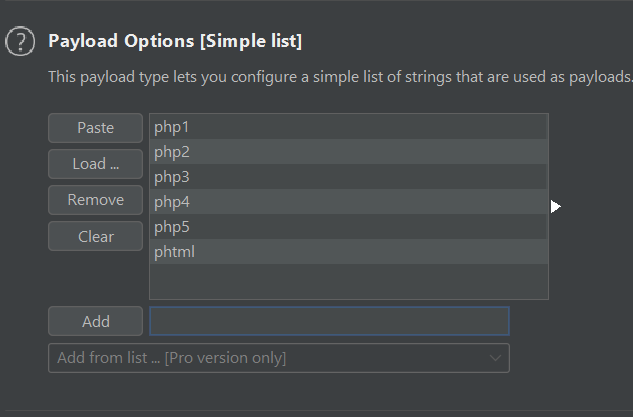 ?
Payload Options [Simple list]
This payload type lets you configure a simple list of strings that are used as payloads.
Paste
Load ...
Remove
Clear
php1
php2
php3
php4
php5
phtml
Add
Add from list ... [Pro version only]